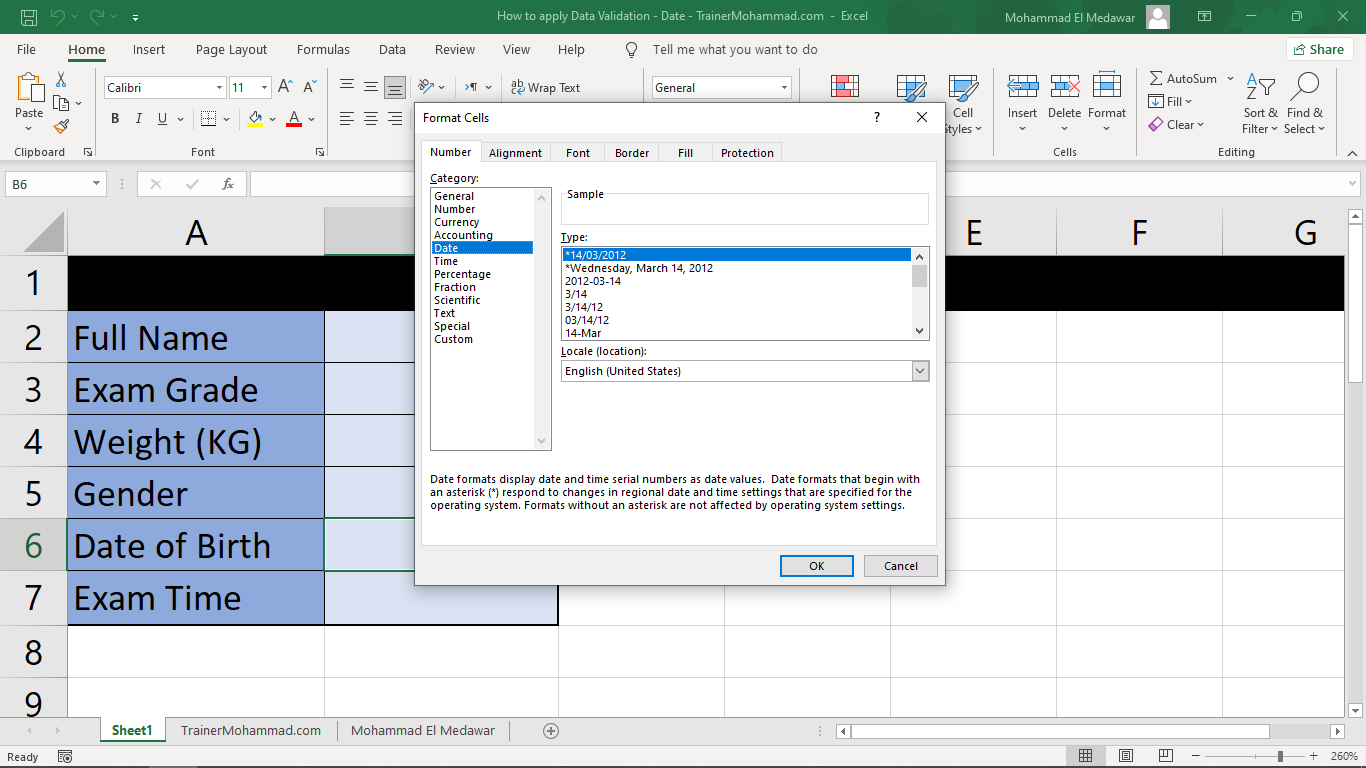 How to apply Data Validation - Date - TrainerMohammad.com - Excel
Mohammad El Medawar
File Home Insert Page Layout Formulas Data Review View Help Tell me what you want to do
Share
Paste
Clipboard
Calibri 11
B I U
Font
ab Wrap Text
General
Cell
Styles
Insert Delete Format
Cells
AutoSum
Fill
Clear
Sort &
Filter
Find &
Select
Editing
B6
fx
Format Cells
?
Number Alignment Font Border Fill Protection
Category:
General
Number
Currency
Accounting
Date
Time
Percentage
Fraction
Scientific
Text
Special
Custom
Sample
Type:
*14/03/2012
*Wednesday, March 14, 2012
2012-03-14
3/14
3/14/12
03/14/12
14-Mar
Locale (location):
English (United States)
Date formats display date and time serial numbers as date values. Date formats that begin with
an asterisk (*) respond to changes in regional date and time settings that are specified for the
operating system. Formats without an asterisk are not affected by operating system settings.
OK Cancel
A E F G
1
2 Full Name
3 Exam Grade
4 Weight (KG)
5 Gender
6 Date of Birth
7 Exam Time
8
9
Sheet1 TrainerMohammad.com Mohammad El Medawar
Ready
260%